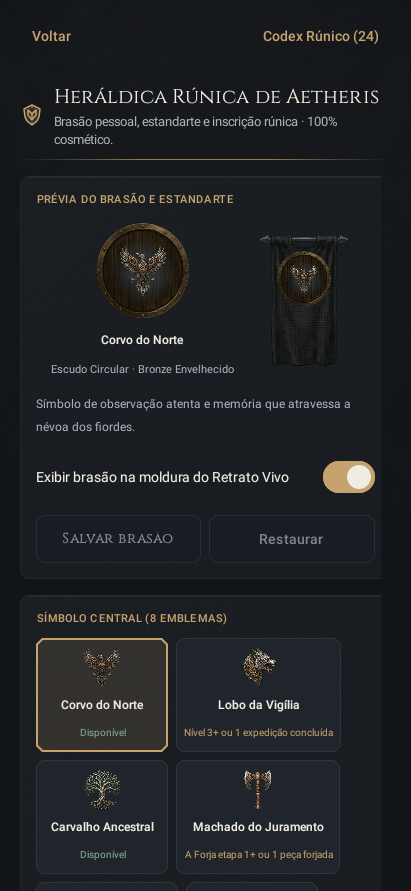 Voltar
Codex Rúnico (24)
Heráldica Rúnica de Aetheris
Brasão pessoal, estandarte e inscrição rúnica · 100%
cosmético.
PRÉVIA DO BRASÃO E ESTANDARTE
Corvo do Norte
Escudo Circular · Bronze Envelhecido
Símbolo de observação atenta e memória que atravessa a
névoa dos fiordes.
Exibir brasão na moldura do Retrato Vivo
Salvar brasão
Restaurar
SÍMBOLO CENTRAL (8 EMBLEMAS)
Corvo do Norte
Disponível
Lobo da Vigília
Nível 3+ ou 1 expedição concluída
Carvalho Ancestral
Disponível
Machado do Juramento
A Forja etapa 1+ ou 1 peça forjada